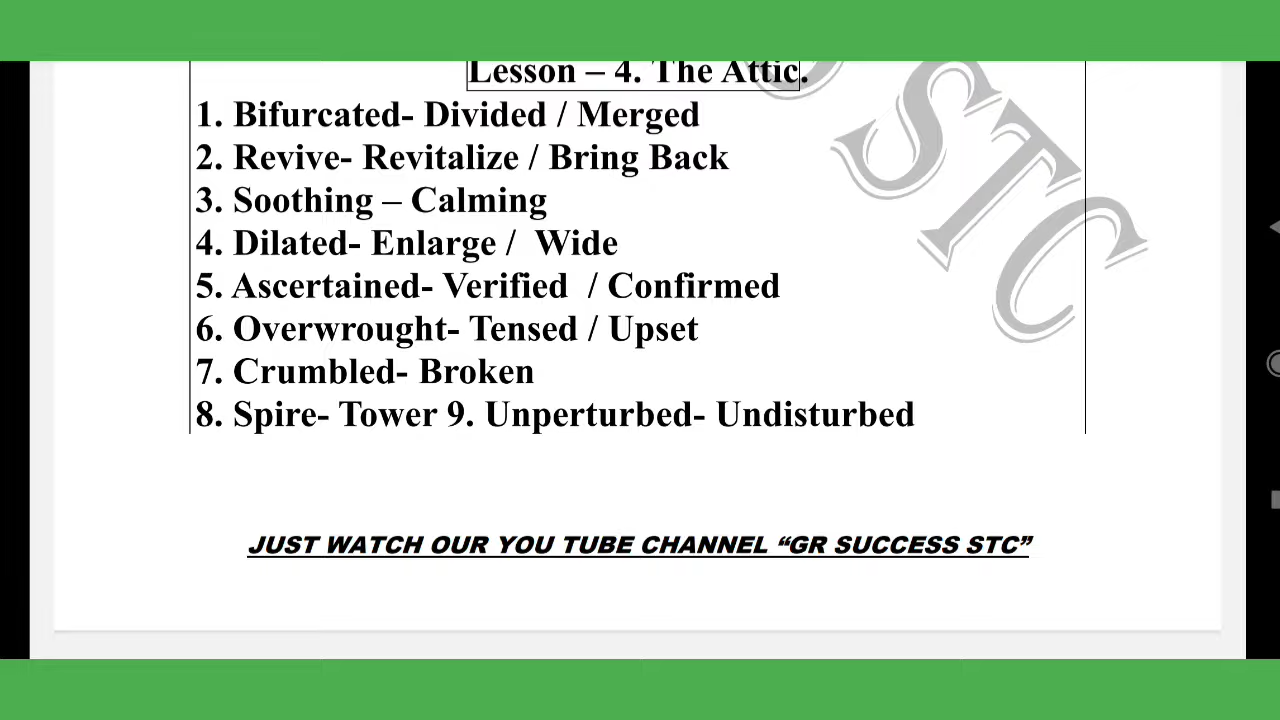 Lesson – 4. The Attic.
1. Bifurcated- Divided / Merged
2. Revive- Revitalize / Bring Back
3. Soothing – Calming
4. Dilated- Enlarge /  Wide
5. Ascertained- Verified  / Confirmed
6. Overwrought- Tensed / Upset
7. Crumbled- Broken
8. Spire- Tower 9. Unperturbed- Undisturbed
STC
JUST WATCH OUR YOU TUBE CHANNEL “GR SUCCESS STC”